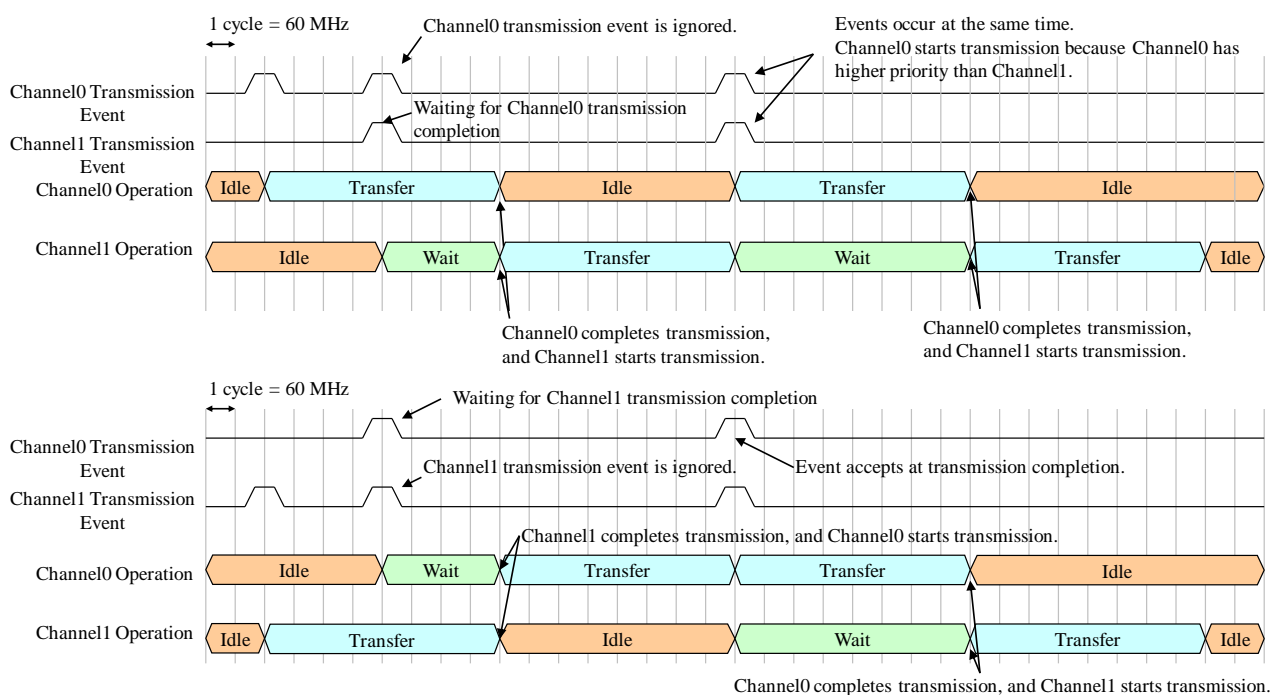 1 cycle = 60 MHz
Channel0 transmission event is ignored.
Events occur at the same time.
Channel0 starts transmission because Channel0 has
higher priority than Channel1.
Channel0 Transmission
Event
Waiting for Channel0 transmission
completion
Channel1 Transmission
Event
Channel0 Operation
Idle
Transfer
Idle
Transfer
Idle
Channel1 Operation
Idle
Wait
Transfer
Wait
Transfer
Idle
Channel0 completes transmission,
and Channel1 starts transmission.
Channel0 completes transmission,
and Channel1 starts transmission.
1 cycle = 60 MHz
Waiting for Channel1 transmission completion
Channel0 Transmission
Event
Channel1 transmission event is ignored.
Event accepts at transmission completion.
Channel1 Transmission
Event
Channel1 completes transmission, and Channel0 starts transmission.
Channel0 Operation
Idle
Wait
Transfer
Transfer
Idle
Channel1 Operation
Idle
Transfer
Idle
Wait
Transfer
Idle
Channel0 completes transmission, and Channel1 starts transmission.